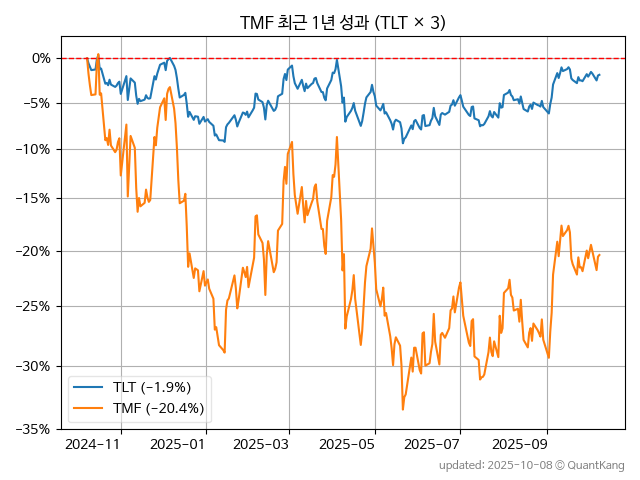 TMF 최근 1년 성과 (TLT × 3)
0%
−5%
−10%
−15%
−20%
−25%
−30%
−35%
TLT (−1.9%)
TMF (−20.4%)
2024−11 2025−01 2025−03 2025−05 2025−07 2025−09
updated: 2025-10-08 © QuantKang